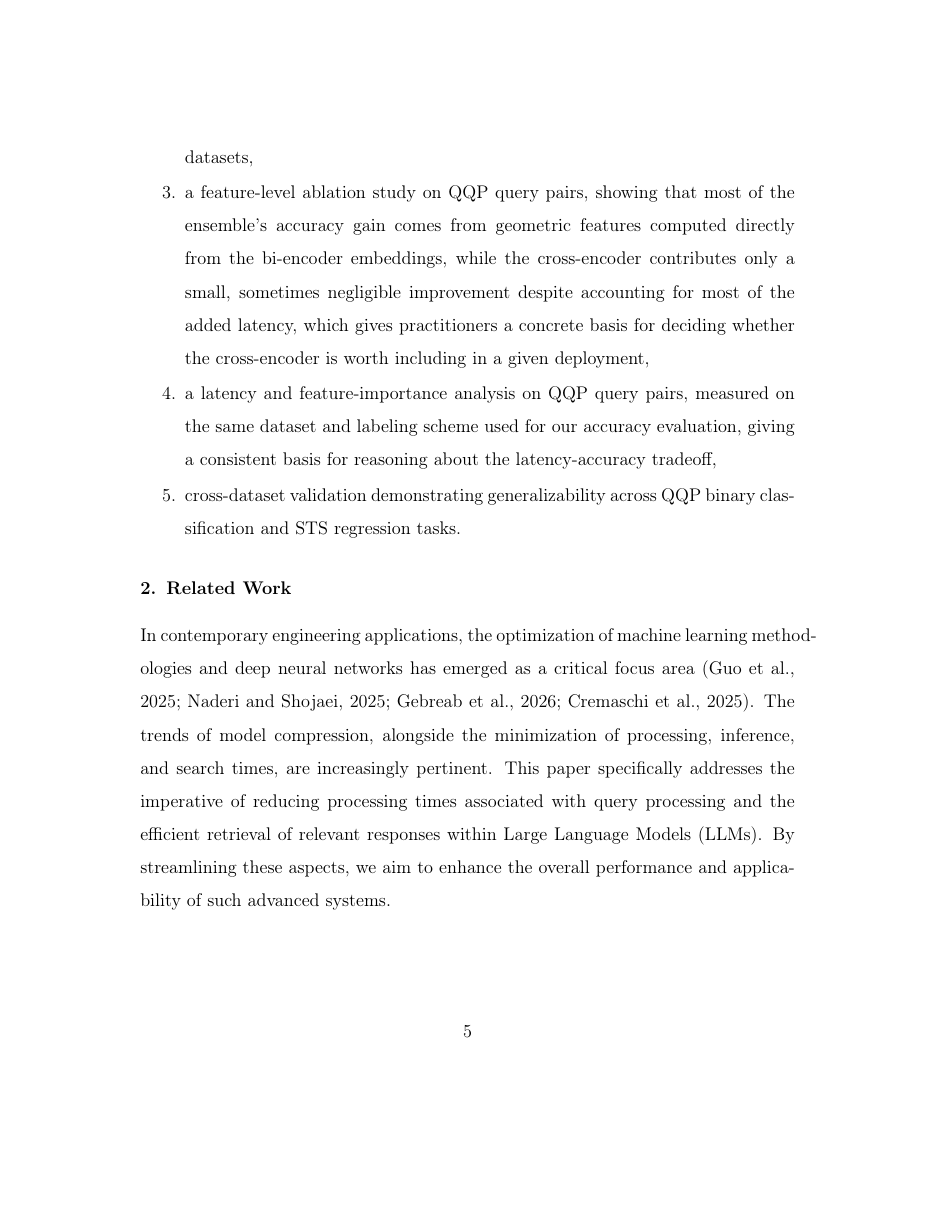 datasets,
3. a feature-level ablation study on QQP query pairs, showing that most of the
ensemble's accuracy gain comes from geometric features computed directly
from the bi-encoder embeddings, while the cross-encoder contributes only a
small, sometimes negligible improvement despite accounting for most of the
added latency, which gives practitioners a concrete basis for deciding whether
the cross-encoder is worth including in a given deployment,
4. a latency and feature-importance analysis on QQP query pairs, measured on
the same dataset and labeling scheme used for our accuracy evaluation, giving
a consistent basis for reasoning about the latency-accuracy tradeoff,
5. cross-dataset validation demonstrating generalizability across QQP binary clas-
sification and STS regression tasks.
2. Related Work
In contemporary engineering applications, the optimization of machine learning method-
ologies and deep neural networks has emerged as a critical focus area (Guo et al.,
2025; Naderi and Shojaei, 2025; Gebreab et al., 2026; Cremaschi et al., 2025). The
trends of model compression, alongside the minimization of processing, inference,
and search times, are increasingly pertinent. This paper specifically addresses the
imperative of reducing processing times associated with query processing and the
efficient retrieval of relevant responses within Large Language Models (LLMs). By
streamlining these aspects, we aim to enhance the overall performance and applica-
bility of such advanced systems.
5